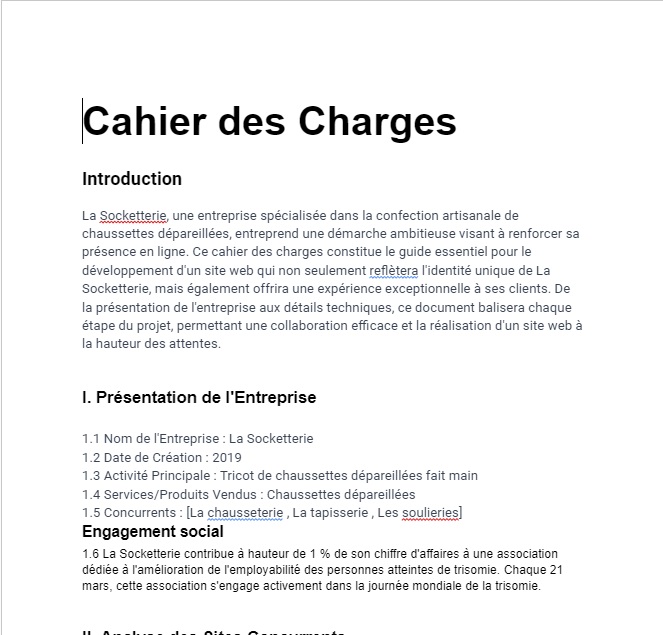 Cahier des Charges
Introduction
La Socketterie, une entreprise spécialisée dans la confection artisanale de
chaussettes dépareillées, entreprend une démarche ambitieuse visant à renforcer sa
présence en ligne. Ce cahier des charges constitue le guide essentiel pour le
développement d'un site web qui non seulement reflètera l'identité unique de La
Socketterie, mais également offrira une expérience exceptionnelle à ses clients. De
la présentation de l'entreprise aux détails techniques, ce document balisera chaque
étape du projet, permettant une collaboration efficace et la réalisation d'un site web à
la hauteur des attentes.
I. Présentation de l'Entreprise
1.1 Nom de l'Entreprise : La Socketterie
1.2 Date de Création : 2019
1.3 Activité Principale : Tricot de chaussettes dépareillées fait main
1.4 Services/Produits Vendus : Chaussettes dépareillées
1.5 Concurrents : [La chausseterie , La tapisserie , Les soulieries]
Engagement social
1.6 La Socketterie contribue à hauteur de 1 % de son chiffre d'affaires à une association
dédiée à l'amélioration de l'employabilité des personnes atteintes de trisomie. Chaque 21
mars, cette association s'engage activement dans la journée mondiale de la trisomie.
II. Analyse des Sites Concurrents